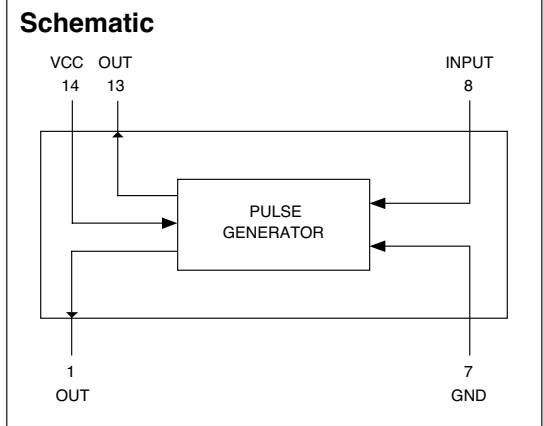 Schematic
VCC OUT INPUT
14 13 8
PULSE
GENERATOR
1 7
OUT GND